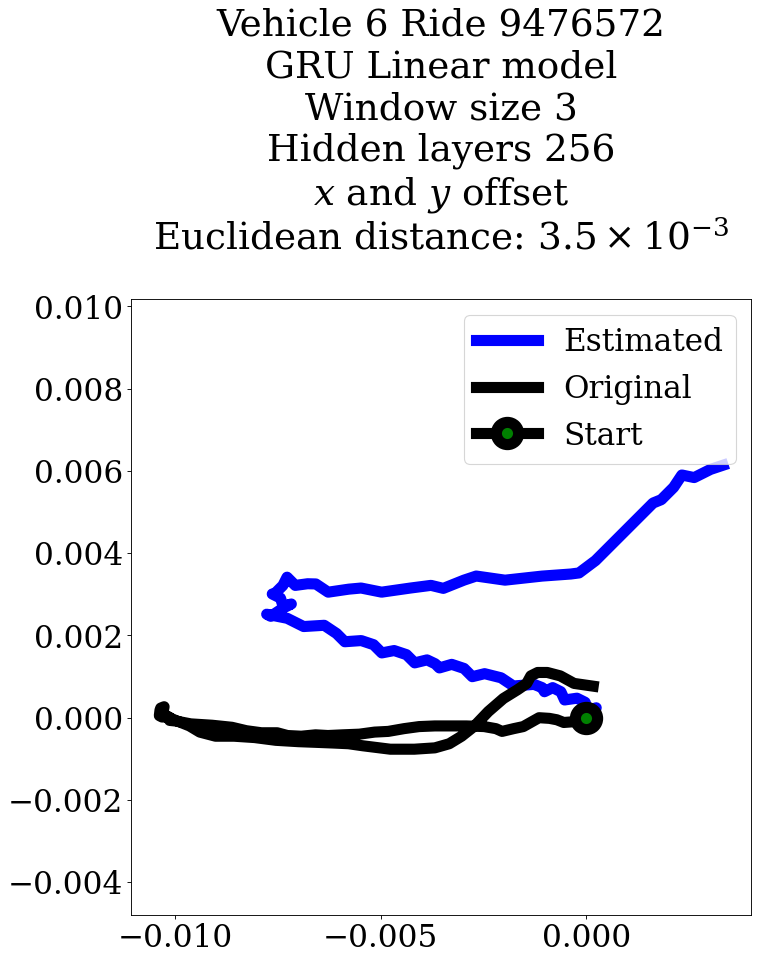 Vehicle 6 Ride 9476572
GRU Linear model
Window size 3
Hidden layers 256
x and y offset
Euclidean distance: 3.5 × 10⁻³
0.010
0.008
0.006
0.004
0.002
0.000
−0.002
−0.004
Estimated
Original
Start
−0.010 −0.005 0.000